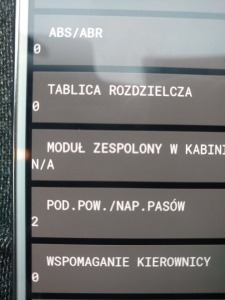 ABS/ABR
0
TABLICA ROZDZIELCZA
0
MODUŁ ZESPOLONY W KABINI
N/A
POD.POW./NAP.PASÓW
2
WSPOMAGANIE KIEROWNICY
0